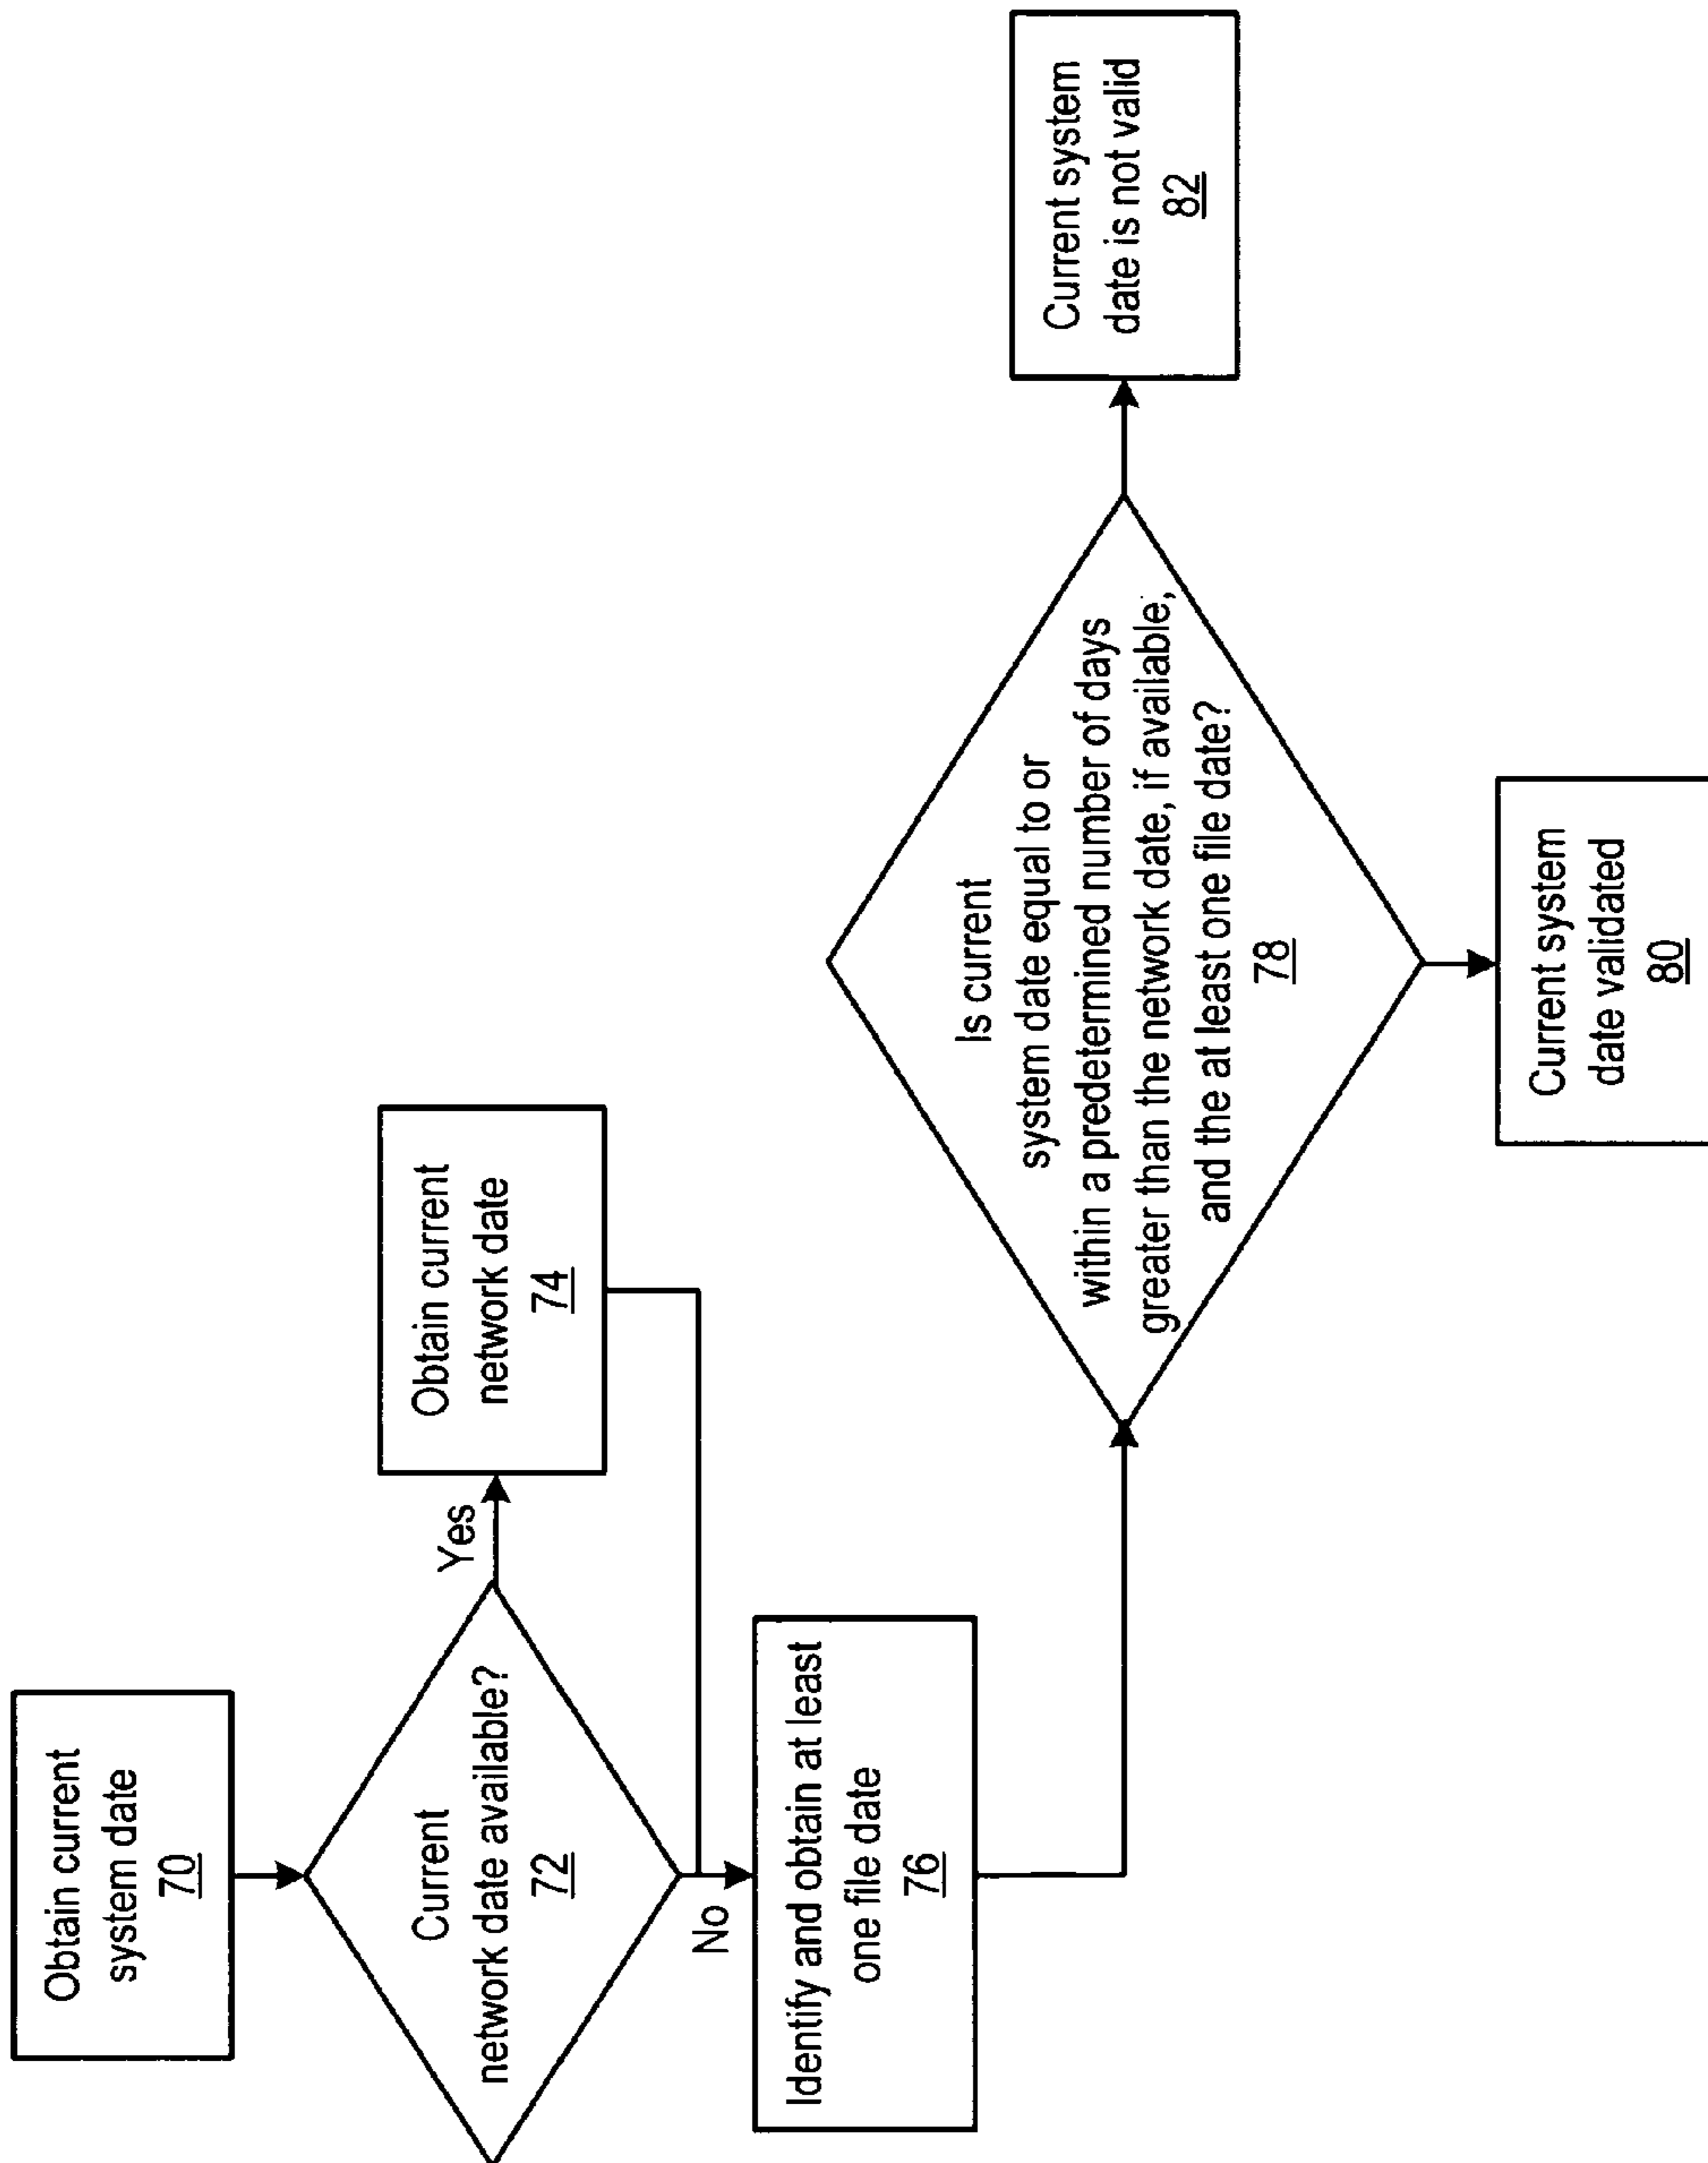 Obtain current
system date
70
Current
network date available?
72
Yes
Obtain current
network date
74
No
Identify and obtain at least
one file date
76
Is current
system date equal to or
within a predetermined number of days
greater than the network date, if available,
and the at least one file date?
78
Current system
date validated
80
Current system
date is not valid
82